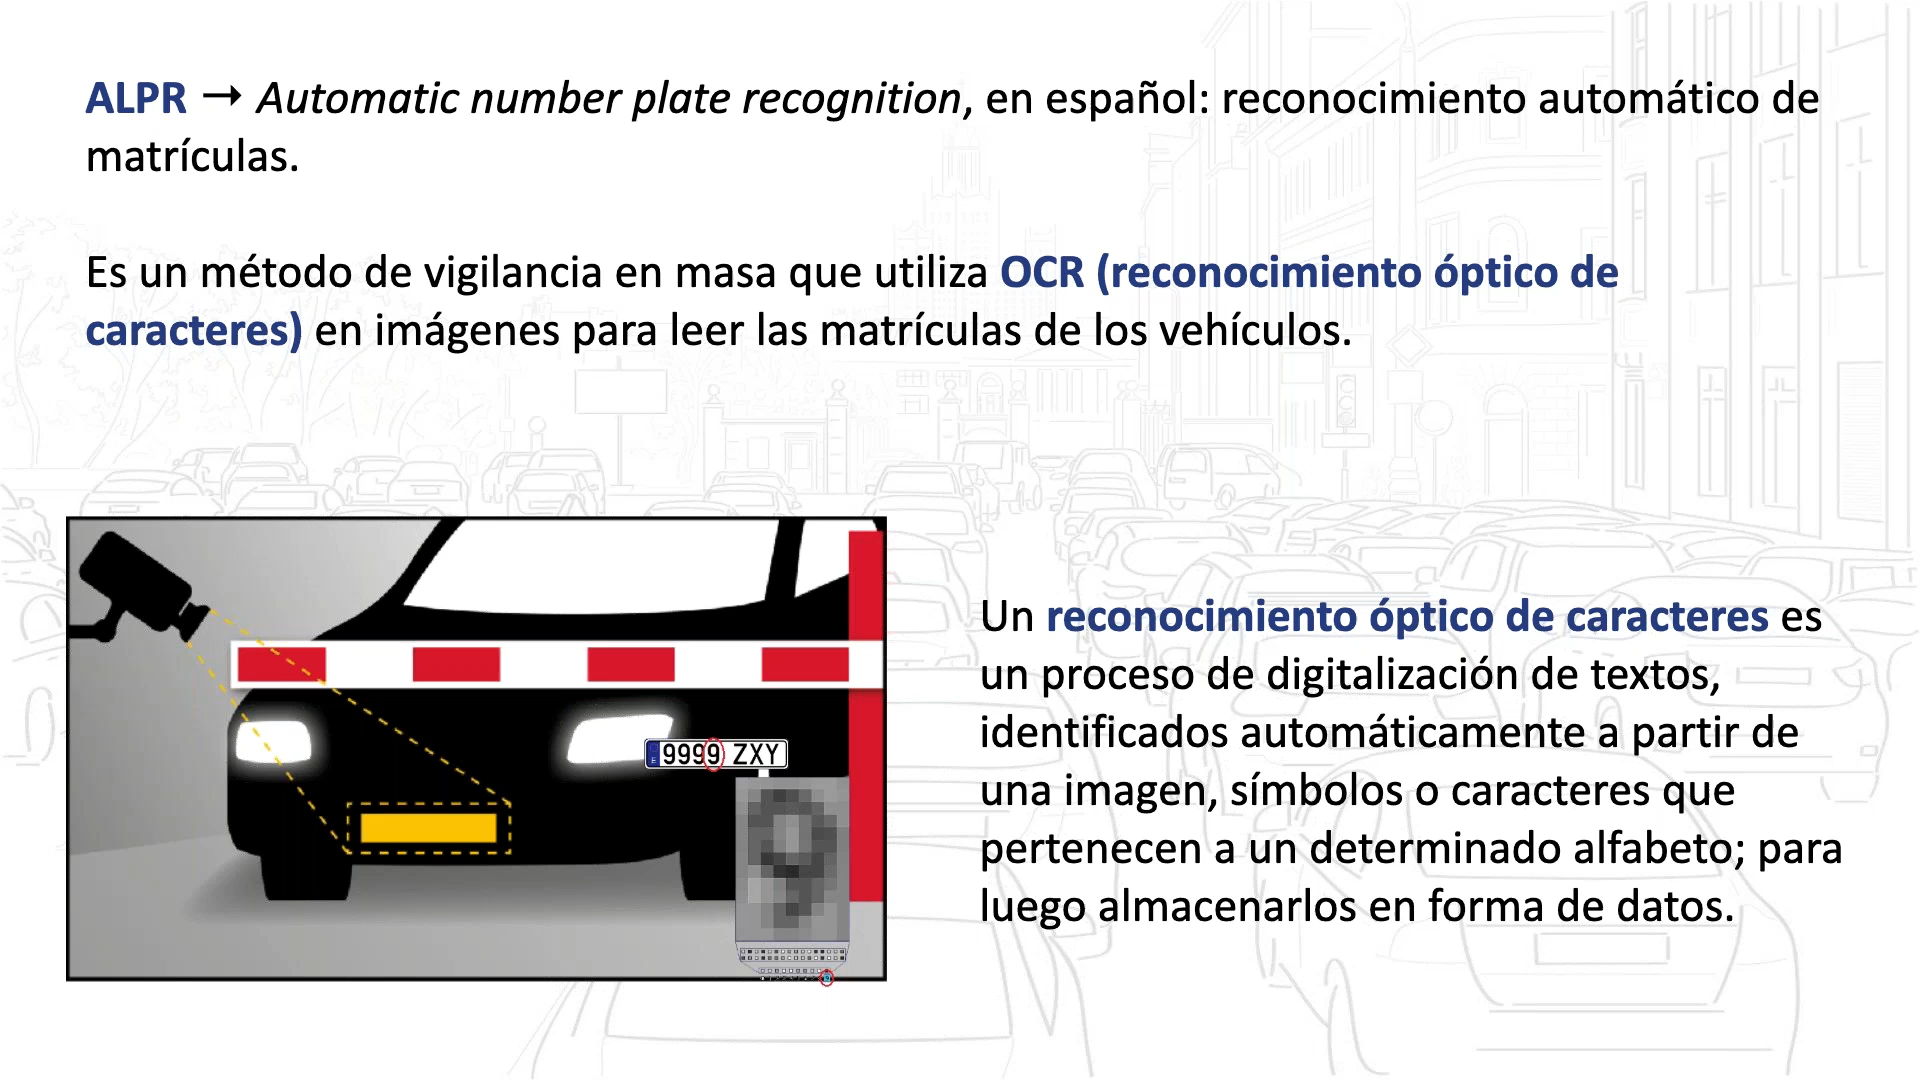 ALPR → Automatic number plate recognition, en español: reconocimiento automático de
matrículas.
Es un método de vigilancia en masa que utiliza OCR (reconocimiento óptico de
caracteres) en imágenes para leer las matrículas de los vehículos.
E 9999 ZXY
9
Un reconocimiento óptico de caracteres es
un proceso de digitalización de textos,
identificados automáticamente a partir de
una imagen, símbolos o caracteres que
pertenecen a un determinado alfabeto; para
luego almacenarlos en forma de datos.